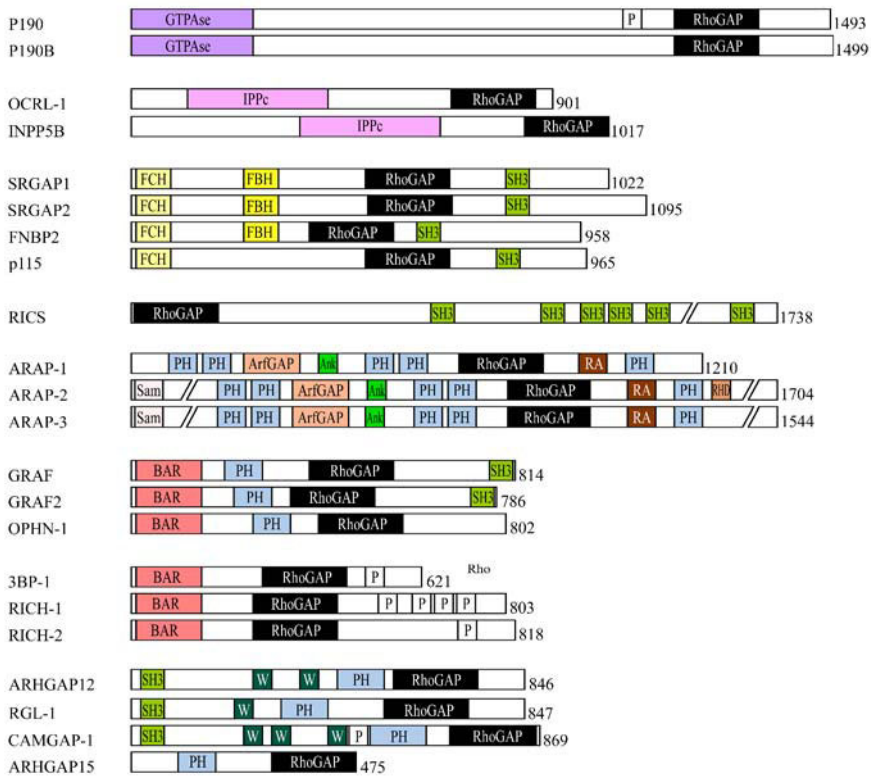 P190 GTPAse P RhoGAP 1493
P190B GTPAse RhoGAP 1499
OCRL-1 IPPc RhoGAP 901
INPP5B IPPc RhoGAP 1017
SRGAP1 FCH FBH RhoGAP SH3 1022
SRGAP2 FCH FBH RhoGAP SH3 1095
FNBP2 FCH FBH RhoGAP SH3 958
p115 FCH RhoGAP SH3 965
RICS RhoGAP SH3 SH3 SH3 SH3 SH3 SH3 1738
ARAP-1 PH PH ArfGAP Ank PH PH RhoGAP RA PH 1210
ARAP-2 Sam PH PH ArfGAP Ank PH PH RhoGAP RA PH RHD 1704
ARAP-3 Sam PH PH ArfGAP Ank PH PH RhoGAP RA PH 1544
GRAF BAR PH RhoGAP SH3 814
GRAF2 BAR PH RhoGAP SH3 786
OPHN-1 BAR PH RhoGAP 802
3BP-1 BAR RhoGAP P 621 Rho
RICH-1 BAR RhoGAP P P P P 803
RICH-2 BAR RhoGAP P 818
ARHGAP12 SH3 W W PH RhoGAP 846
RGL-1 SH3 W PH RhoGAP 847
CAMGAP-1 SH3 W W W P PH RhoGAP 869
ARHGAP15 PH RhoGAP 475